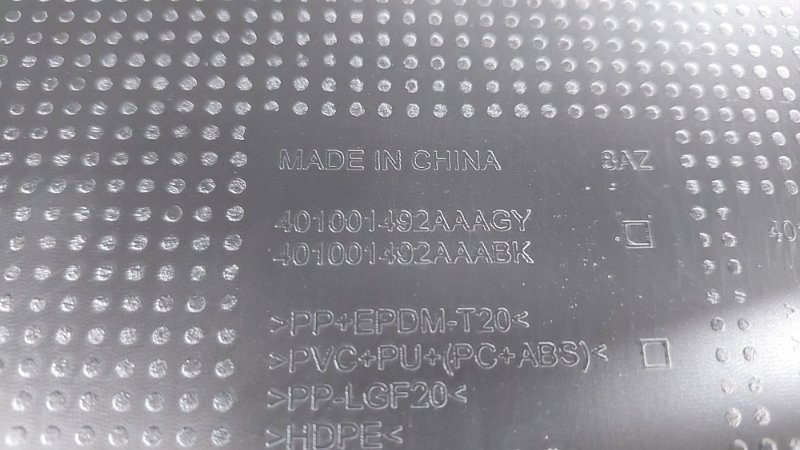 MADE IN CHINA 8AZ
401001492AAAGY
401001492AAABK
>PP+EPDM-T20<
>PVC+PU+(PC+ABS)<
>PP-LGF20<
>HDPE<